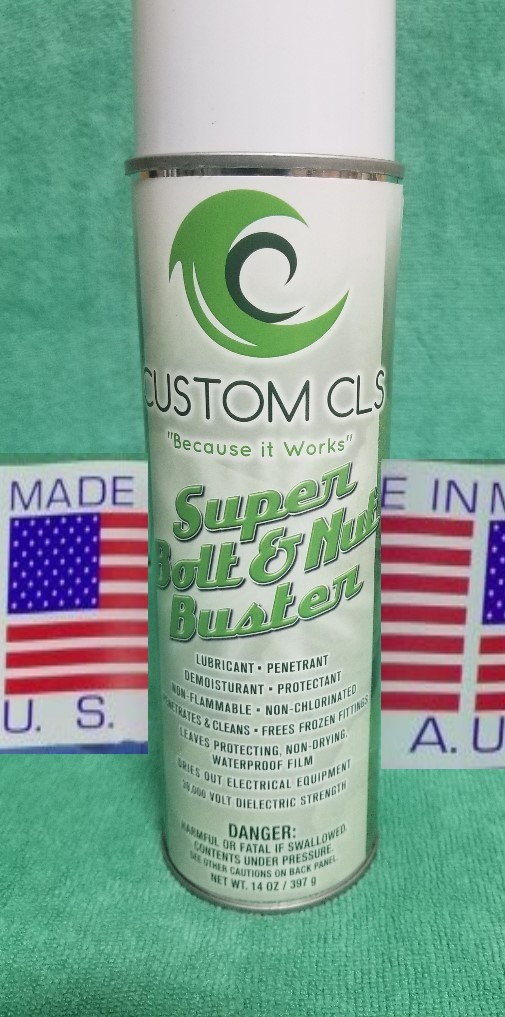 CUSTOM CLS
"Because it Works"
Super
Bolt & Nut
Buster
LUBRICANT • PENETRANT
DEMOISTURANT • PROTECTANT
NON-FLAMMABLE • NON-CHLORINATED
PENETRATES & CLEANS • FREES FROZEN FITTINGS
LEAVES PROTECTING, NON-DRYING,
WATERPROOF FILM
DRIES OUT ELECTRICAL EQUIPMENT
VOLT DIELECTRIC STRENGTH
DANGER:
HARMFUL OR FATAL IF SWALLOWED.
CONTENTS UNDER PRESSURE.
SEE OTHER CAUTIONS ON BACK PANEL.
NET WT. 14 OZ / 397 g
MADE
U. S.
E IN M
A. U